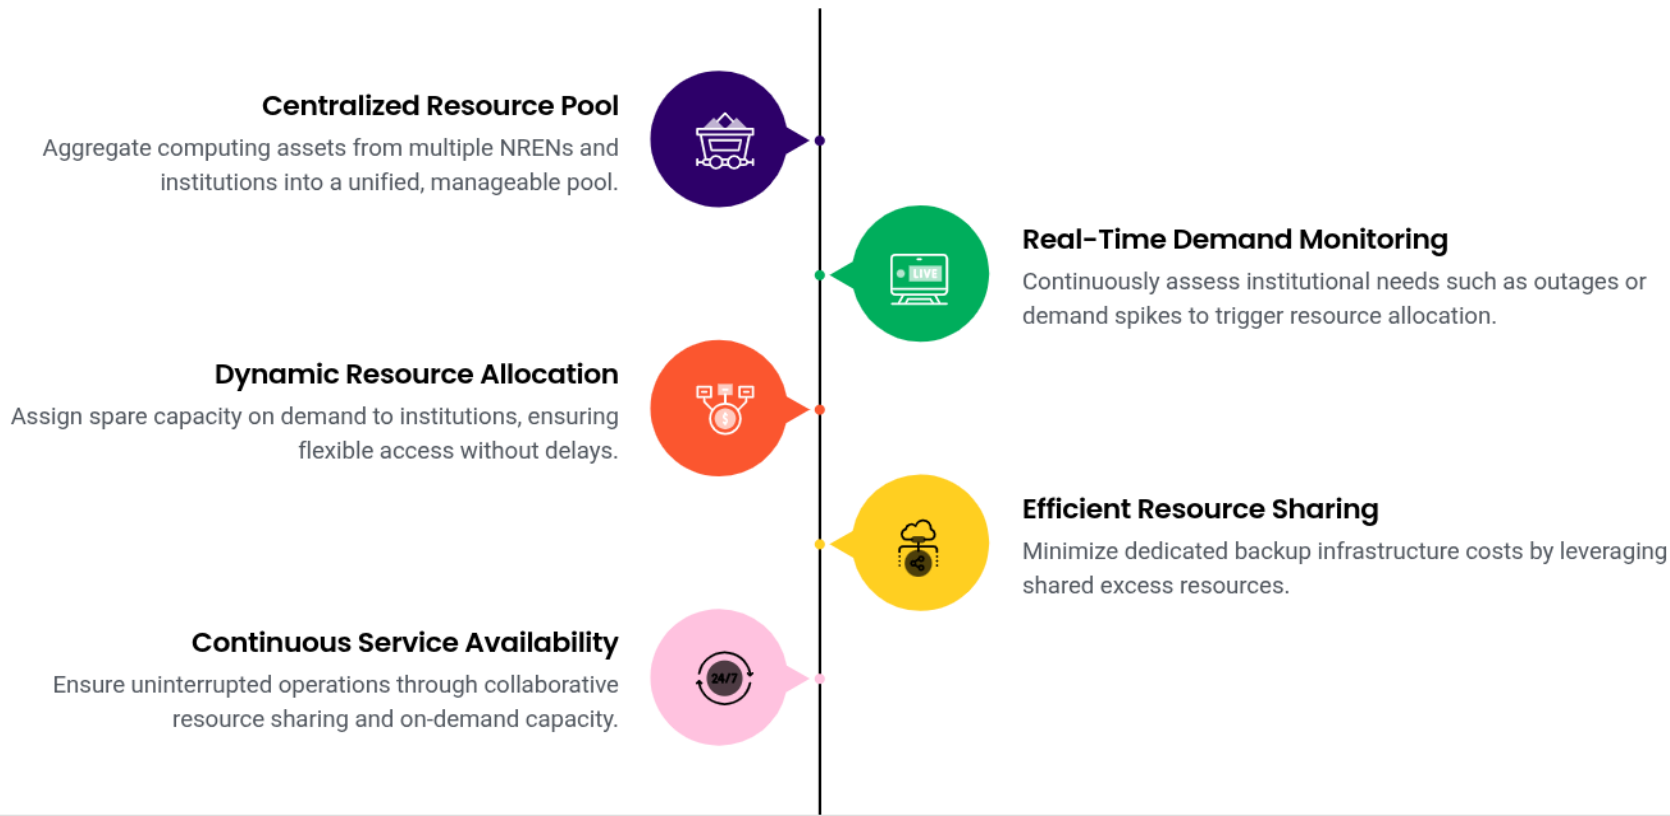 Centralized Resource Pool
Aggregate computing assets from multiple NRENs and
institutions into a unified, manageable pool.
LIVE
Real-Time Demand Monitoring
Continuously assess institutional needs such as outages or
demand spikes to trigger resource allocation.
Dynamic Resource Allocation
Assign spare capacity on demand to institutions, ensuring
flexible access without delays.
$
Efficient Resource Sharing
Minimize dedicated backup infrastructure costs by leveraging
shared excess resources.
Continuous Service Availability
Ensure uninterrupted operations through collaborative
resource sharing and on-demand capacity.
24/7